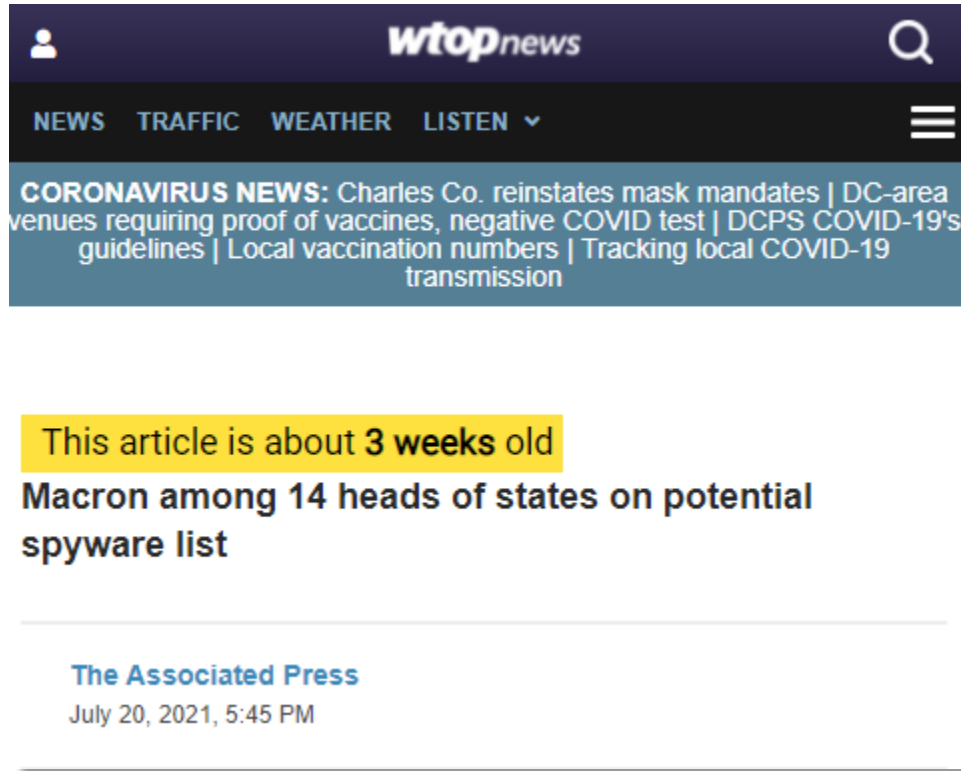 wtopnews
NEWS TRAFFIC WEATHER LISTEN
CORONAVIRUS NEWS: Charles Co. reinstates mask mandates | DC-area
venues requiring proof of vaccines, negative COVID test | DCPS COVID-19's
guidelines | Local vaccination numbers | Tracking local COVID-19
transmission
This article is about 3 weeks old
Macron among 14 heads of states on potential
spyware list
The Associated Press
July 20, 2021, 5:45 PM